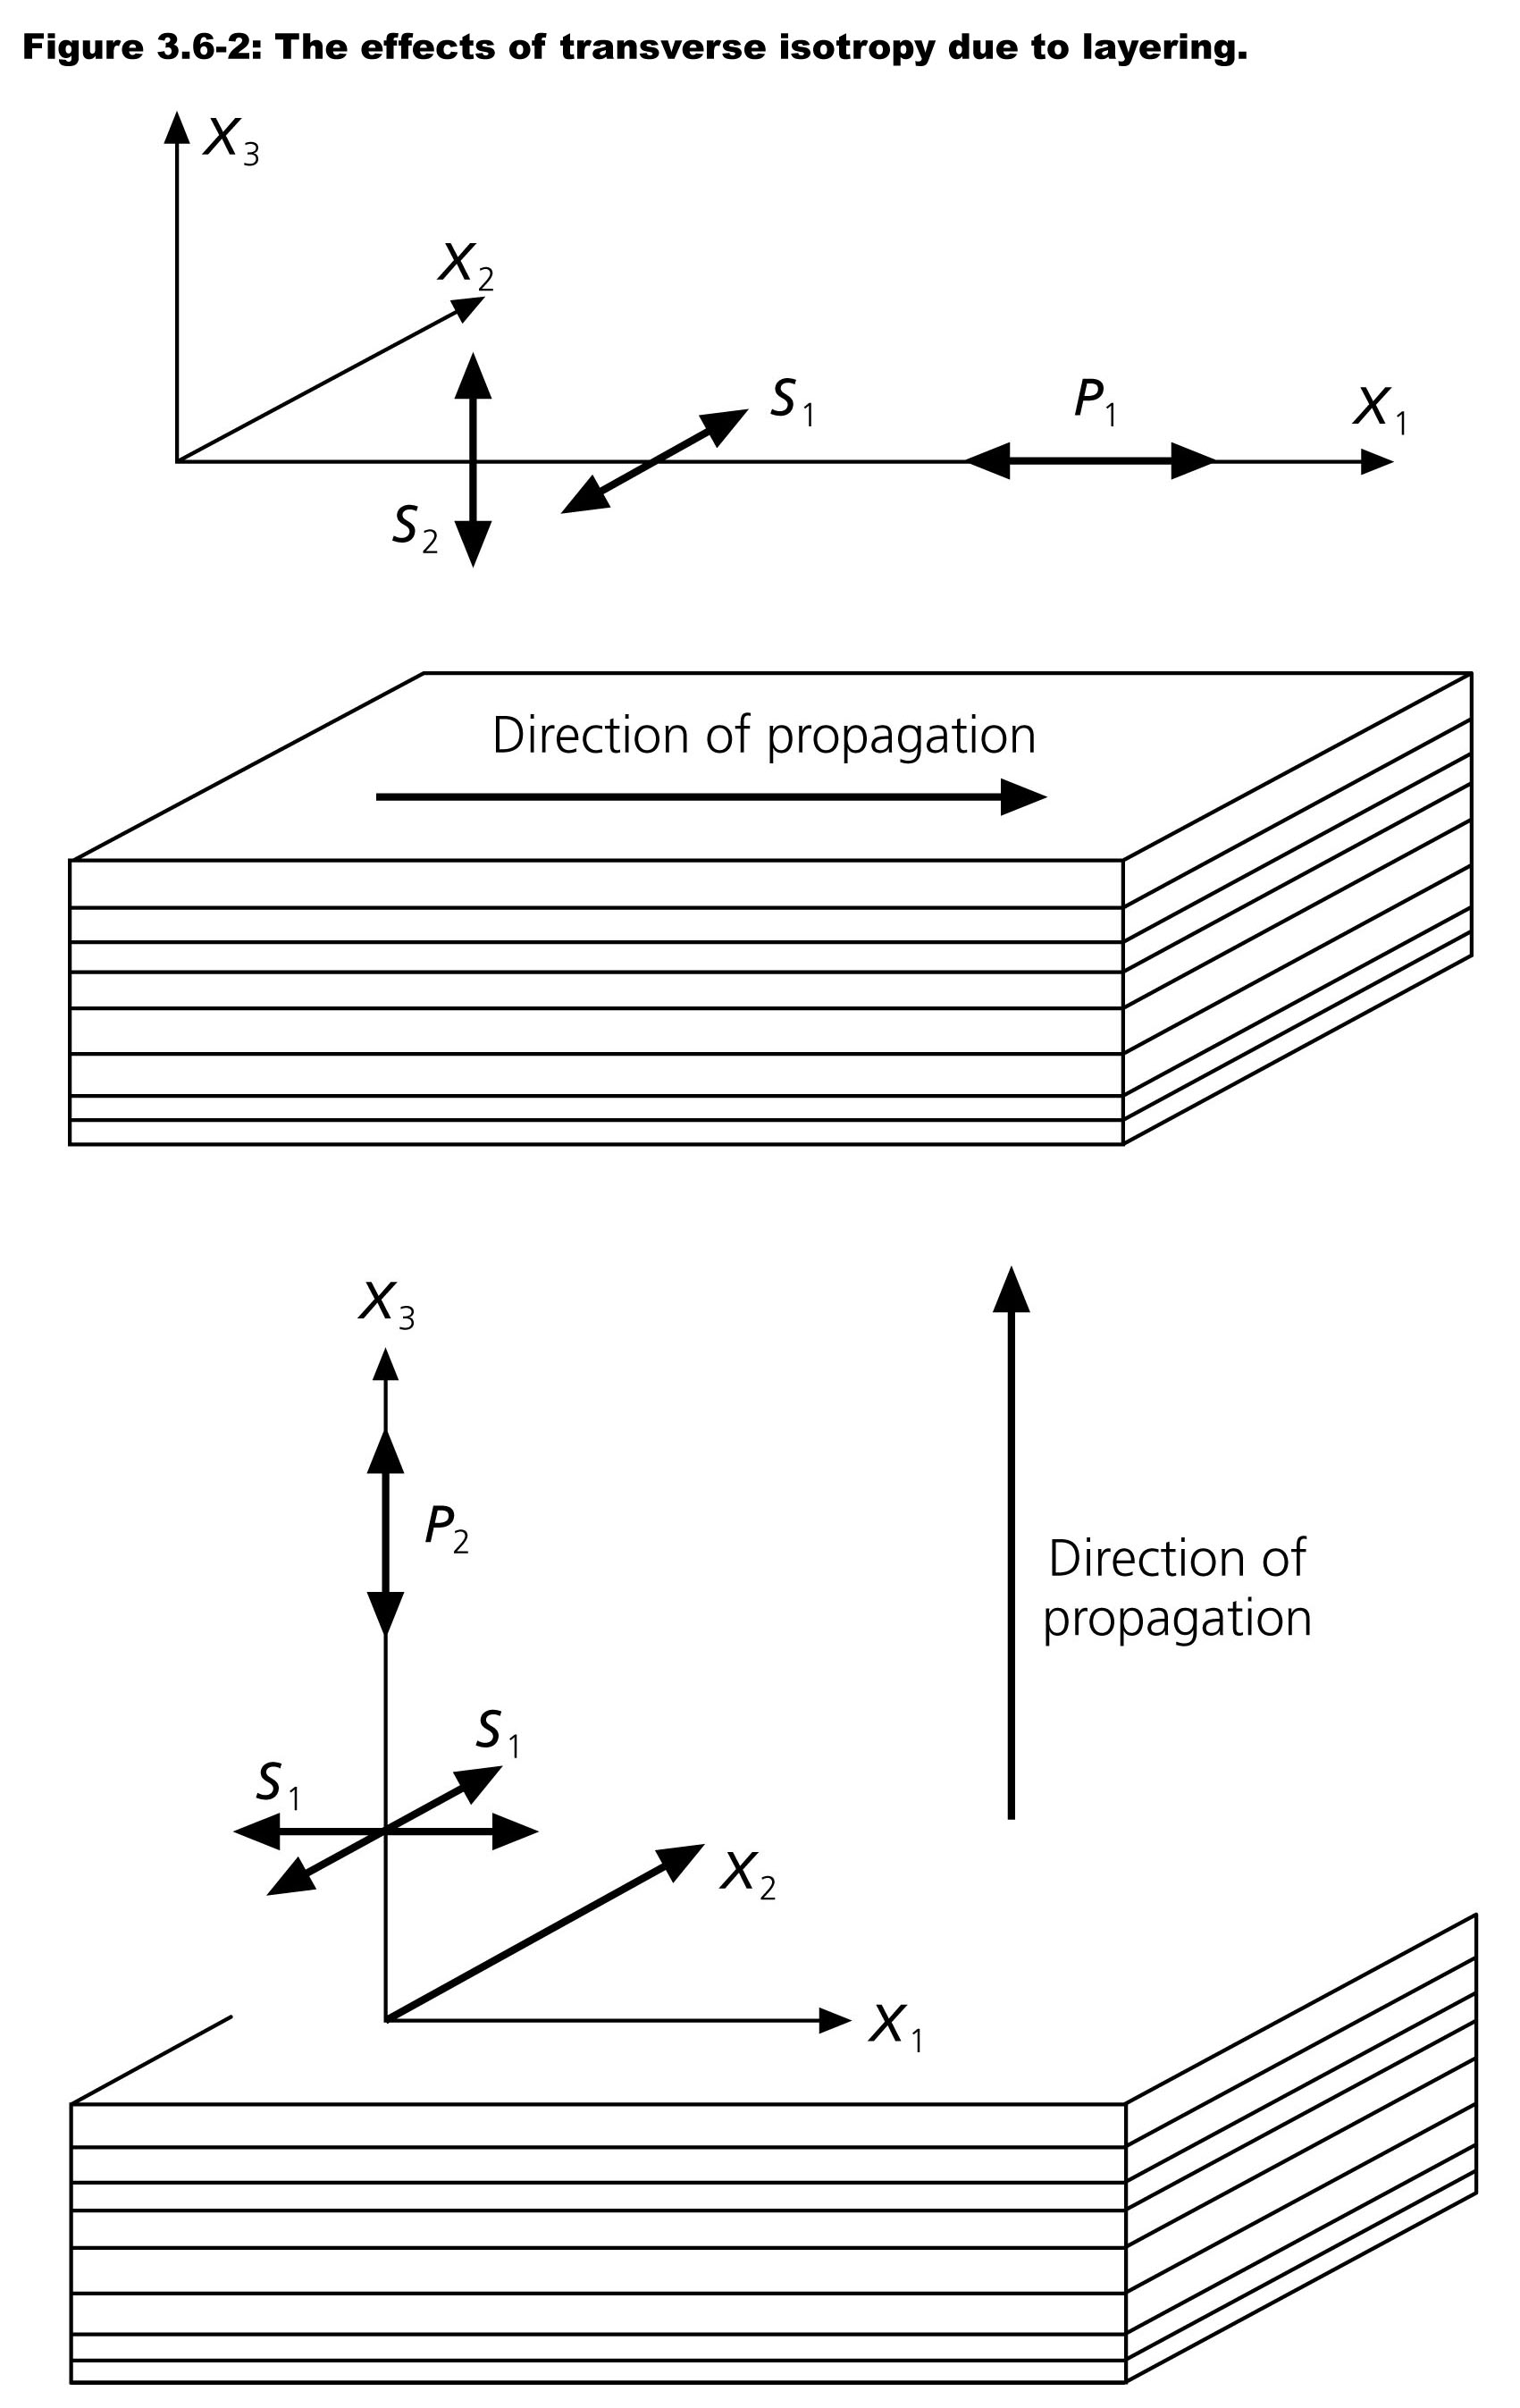 Figure 3.6-2: The effects of transverse isotropy due to layering.
X3
X2
S1
P1
X1
S2
Direction of propagation
X3
P2
Direction of
propagation
S1
S1
X2
X1